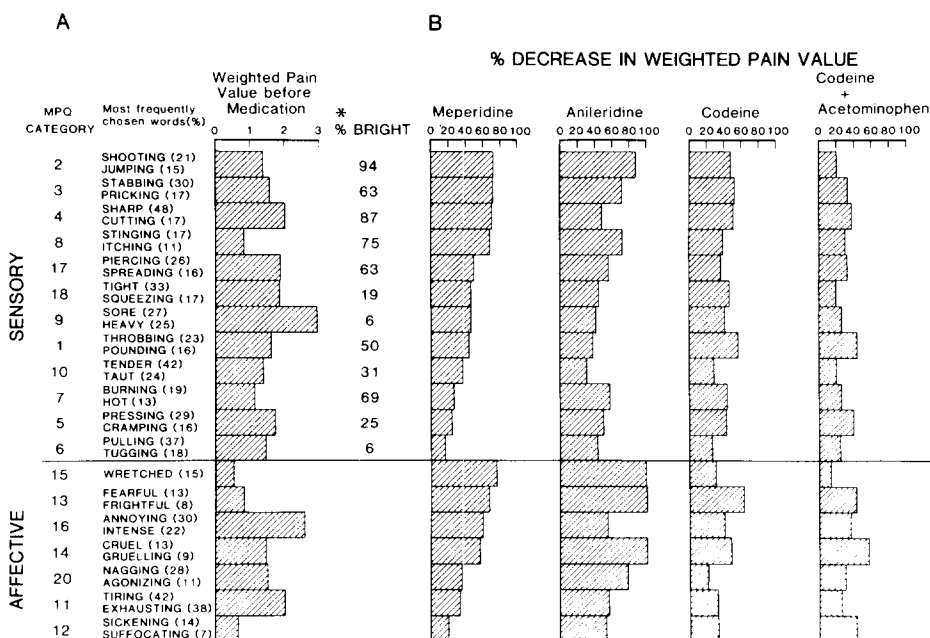 A
B
% DECREASE IN WEIGHTED PAIN VALUE
MPQ
CATEGORY
Most frequently
chosen words(%)
Weighted Pain
Value before
Medication
0 1 2 3
*
% BRIGHT
Meperidine
0 20 40 60 80 100
Anileridine
0 20 40 60 80 100
Codeine
0 20 40 60 80 100
Codeine
+
Acetominophen
0 20 40 60 80 100
SENSORY
2 SHOOTING (21) 94
JUMPING (15)
3 STABBING (30) 63
PRICKING (17)
4 SHARP (48) 87
CUTTING (17)
8 STINGING (17) 75
ITCHING (11)
17 PIERCING (26) 63
SPREADING (16)
18 TIGHT (33) 19
SQUEEZING (17)
9 SORE (27) 6
HEAVY (25)
1 THROBBING (23) 50
POUNDING (16)
10 TENDER (42) 31
TAUT (24)
7 BURNING (19) 69
HOT (13)
5 PRESSING (29) 25
CRAMPING (16)
6 PULLING (37) 6
TUGGING (18)
AFFECTIVE
15 WRETCHED (15)
13 FEARFUL (13)
FRIGHTFUL (8)
16 ANNOYING (30)
INTENSE (22)
14 CRUEL (13)
GRUELLING (9)
20 NAGGING (28)
AGONIZING (11)
11 TIRING (42)
EXHAUSTING (38)
12 SICKENING (14)
SUFFOCATING (7)